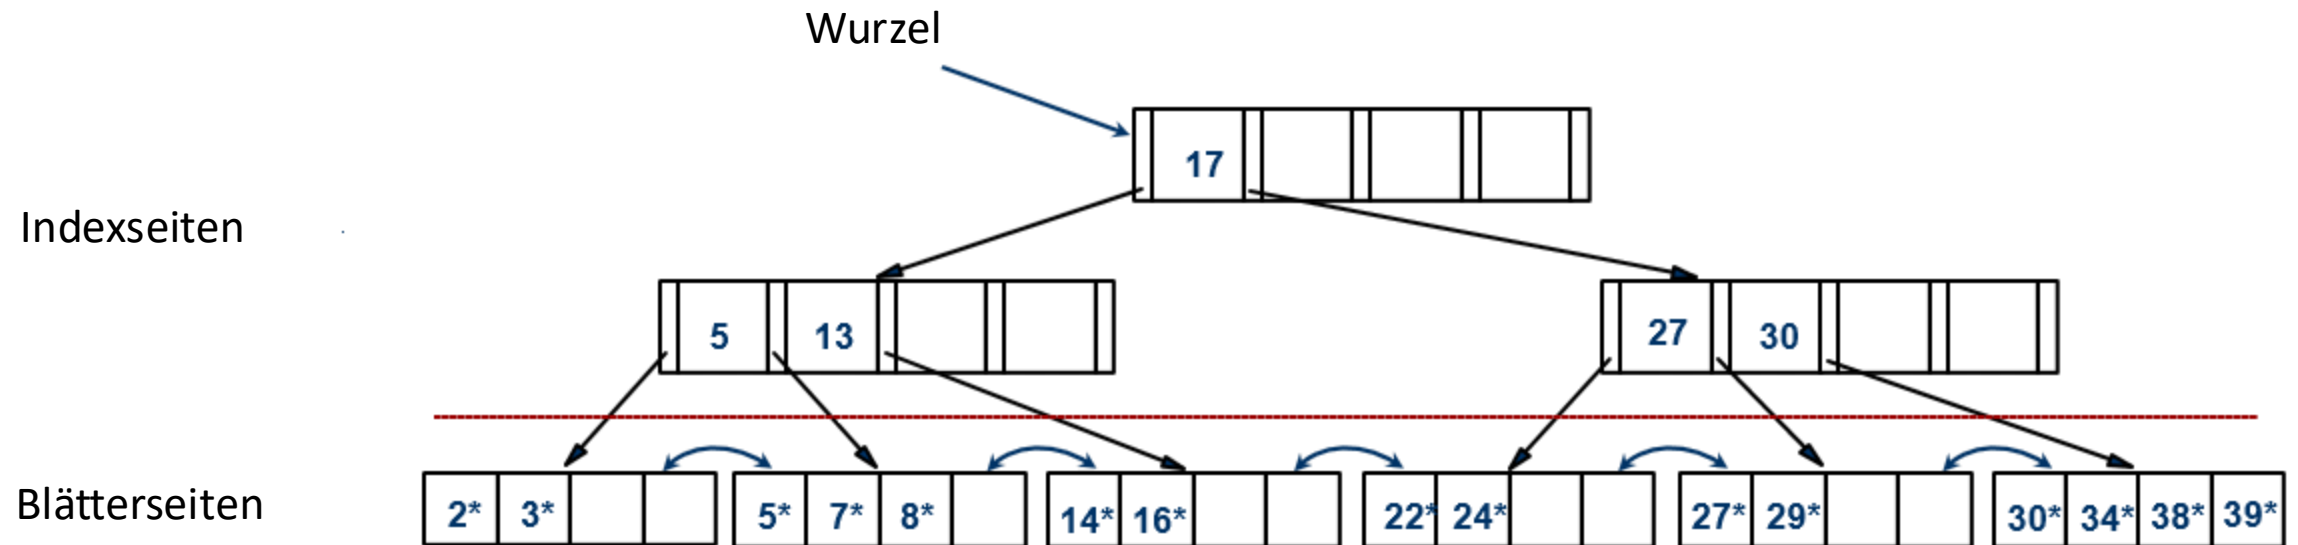 Wurzel
17
Indexseiten
5 13
27 30
Blätterseiten
2* 3*
5* 7* 8*
14* 16*
22* 24*
27* 29*
30* 34* 38* 39*